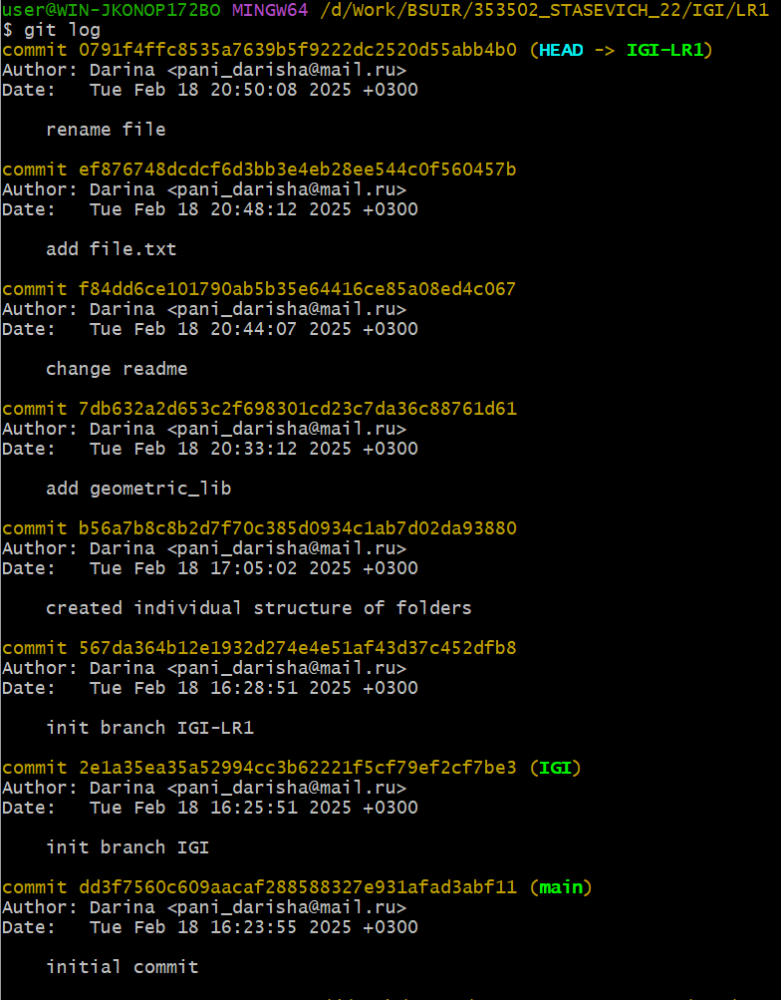 user@WIN-JKONOP172BO MINGW64 /d/Work/BSUIR/353502_STASEVICH_22/IGI/LR1
$ git log
commit 0791f4ffc8535a7639b5f9222dc2520d55abb4b0 (HEAD -> IGI-LR1)
Author: Darina <pani_darisha@mail.ru>
Date:   Tue Feb 18 20:50:08 2025 +0300
rename file
commit ef876748dcdcf6d3bb3e4eb28ee544c0f560457b
Author: Darina <pani_darisha@mail.ru>
Date:   Tue Feb 18 20:48:12 2025 +0300
add file.txt
commit f84dd6ce101790ab5b35e64416ce85a08ed4c067
Author: Darina <pani_darisha@mail.ru>
Date:   Tue Feb 18 20:44:07 2025 +0300
change readme
commit 7db632a2d653c2f698301cd23c7da36c88761d61
Author: Darina <pani_darisha@mail.ru>
Date:   Tue Feb 18 20:33:12 2025 +0300
add geometric_lib
commit b56a7b8c8b2d7f70c385d0934c1ab7d02da93880
Author: Darina <pani_darisha@mail.ru>
Date:   Tue Feb 18 17:05:02 2025 +0300
created individual structure of folders
commit 567da364b12e1932d274e4e51af43d37c452dfb8
Author: Darina <pani_darisha@mail.ru>
Date:   Tue Feb 18 16:28:51 2025 +0300
init branch IGI-LR1
commit 2e1a35ea35a52994cc3b62221f5cf79ef2cf7be3 (IGI)
Author: Darina <pani_darisha@mail.ru>
Date:   Tue Feb 18 16:25:51 2025 +0300
init branch IGI
commit dd3f7560c609aacaf288588327e931afad3abf11 (main)
Author: Darina <pani_darisha@mail.ru>
Date:   Tue Feb 18 16:23:55 2025 +0300
initial commit